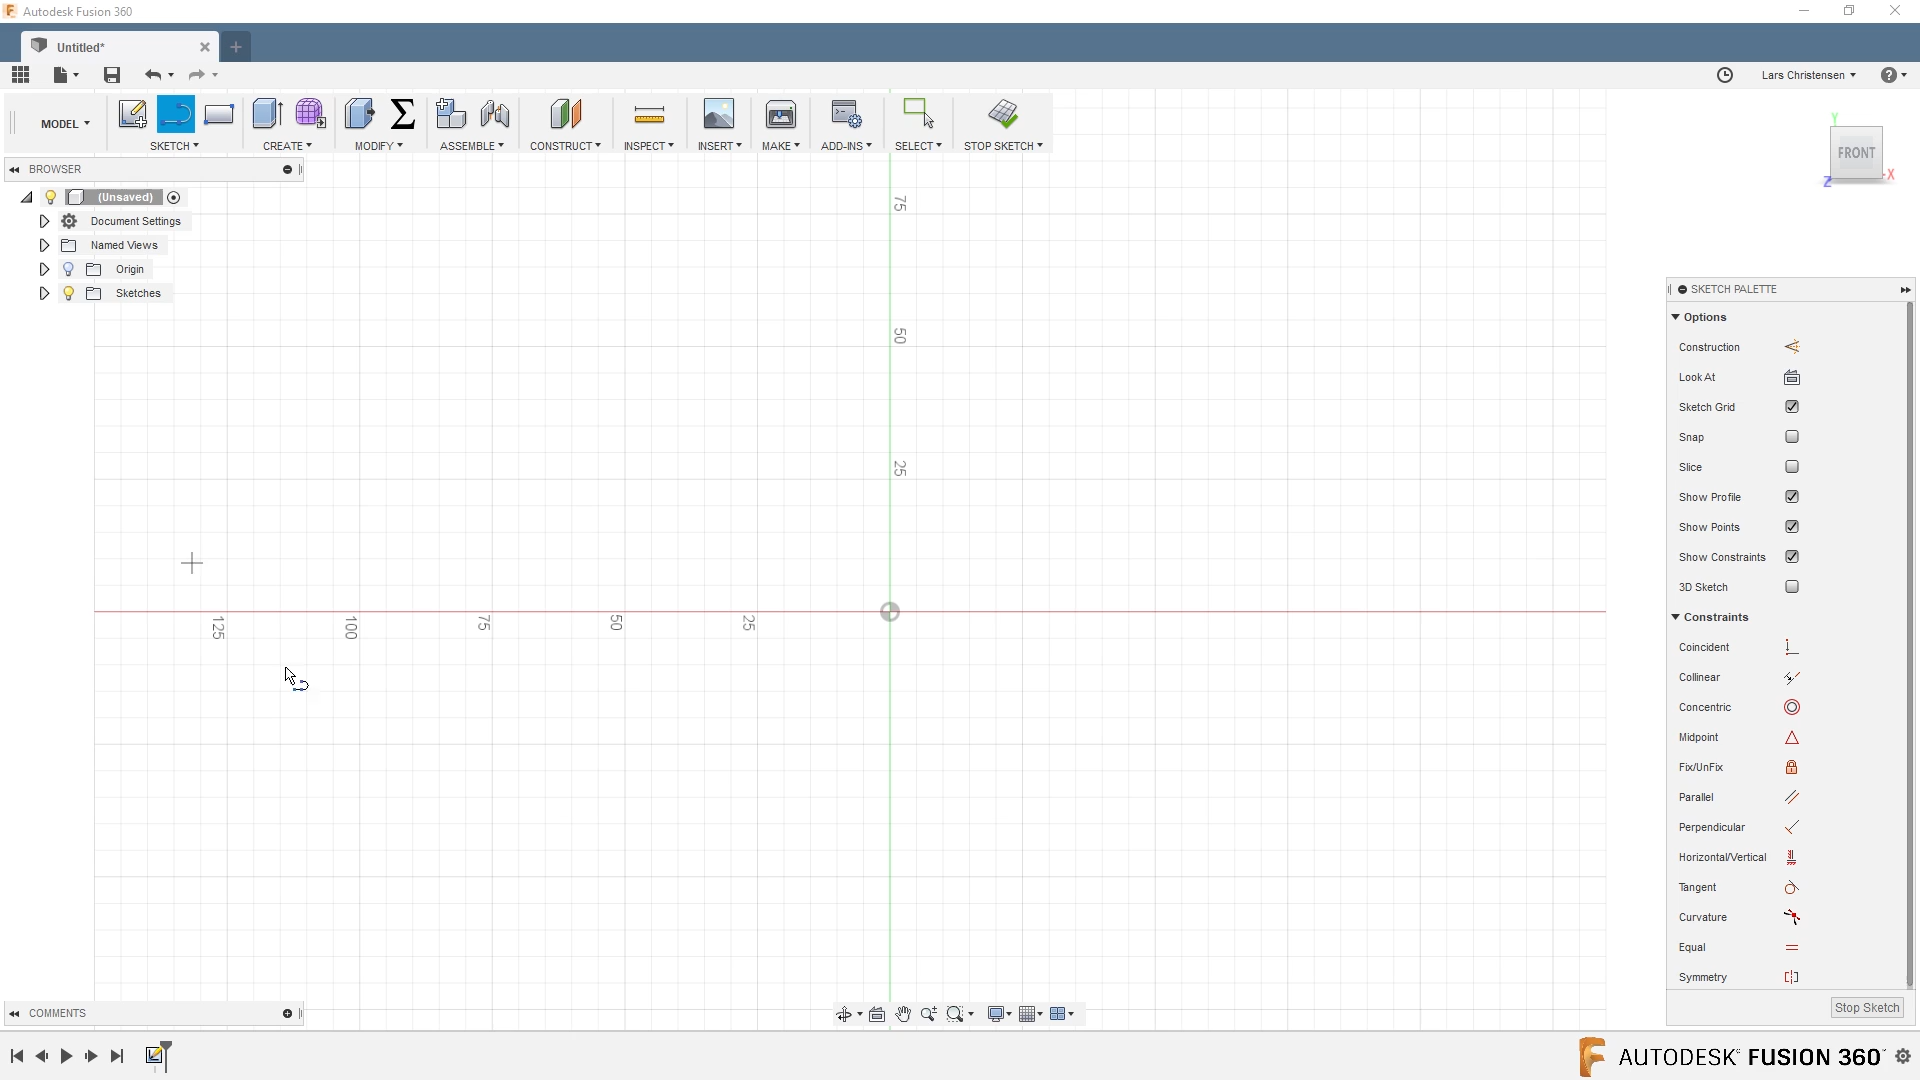 Autodesk Fusion 360
Untitled*
Lars Christensen
MODEL
SKETCH
CREATE
MODIFY
ASSEMBLE
CONSTRUCT
INSPECT
INSERT
MAKE
ADD-INS
SELECT
STOP SKETCH
BROWSER
(Unsaved)
Document Settings
Named Views
Origin
Sketches
Y
FRONT
Z
X
75
50
25
125
100
75
50
25
SKETCH PALETTE
Options
Construction
Look At
Sketch Grid
Snap
Slice
Show Profile
Show Points
Show Constraints
3D Sketch
Constraints
Coincident
Collinear
Concentric
Midpoint
Fix/UnFix
Parallel
Perpendicular
Horizontal/Vertical
Tangent
Curvature
Equal
Symmetry
Stop Sketch
COMMENTS
AUTODESK® FUSION 360™